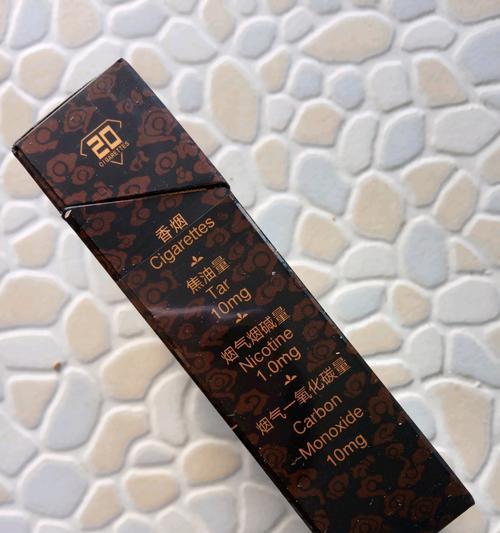 20
CIGARETTES
香烟
Cigarettes
焦油量
Tar
10mg
烟气烟碱量
Nicotine
1.0mg
烟气一氧化碳量
Carbon
Monoxide
10mg